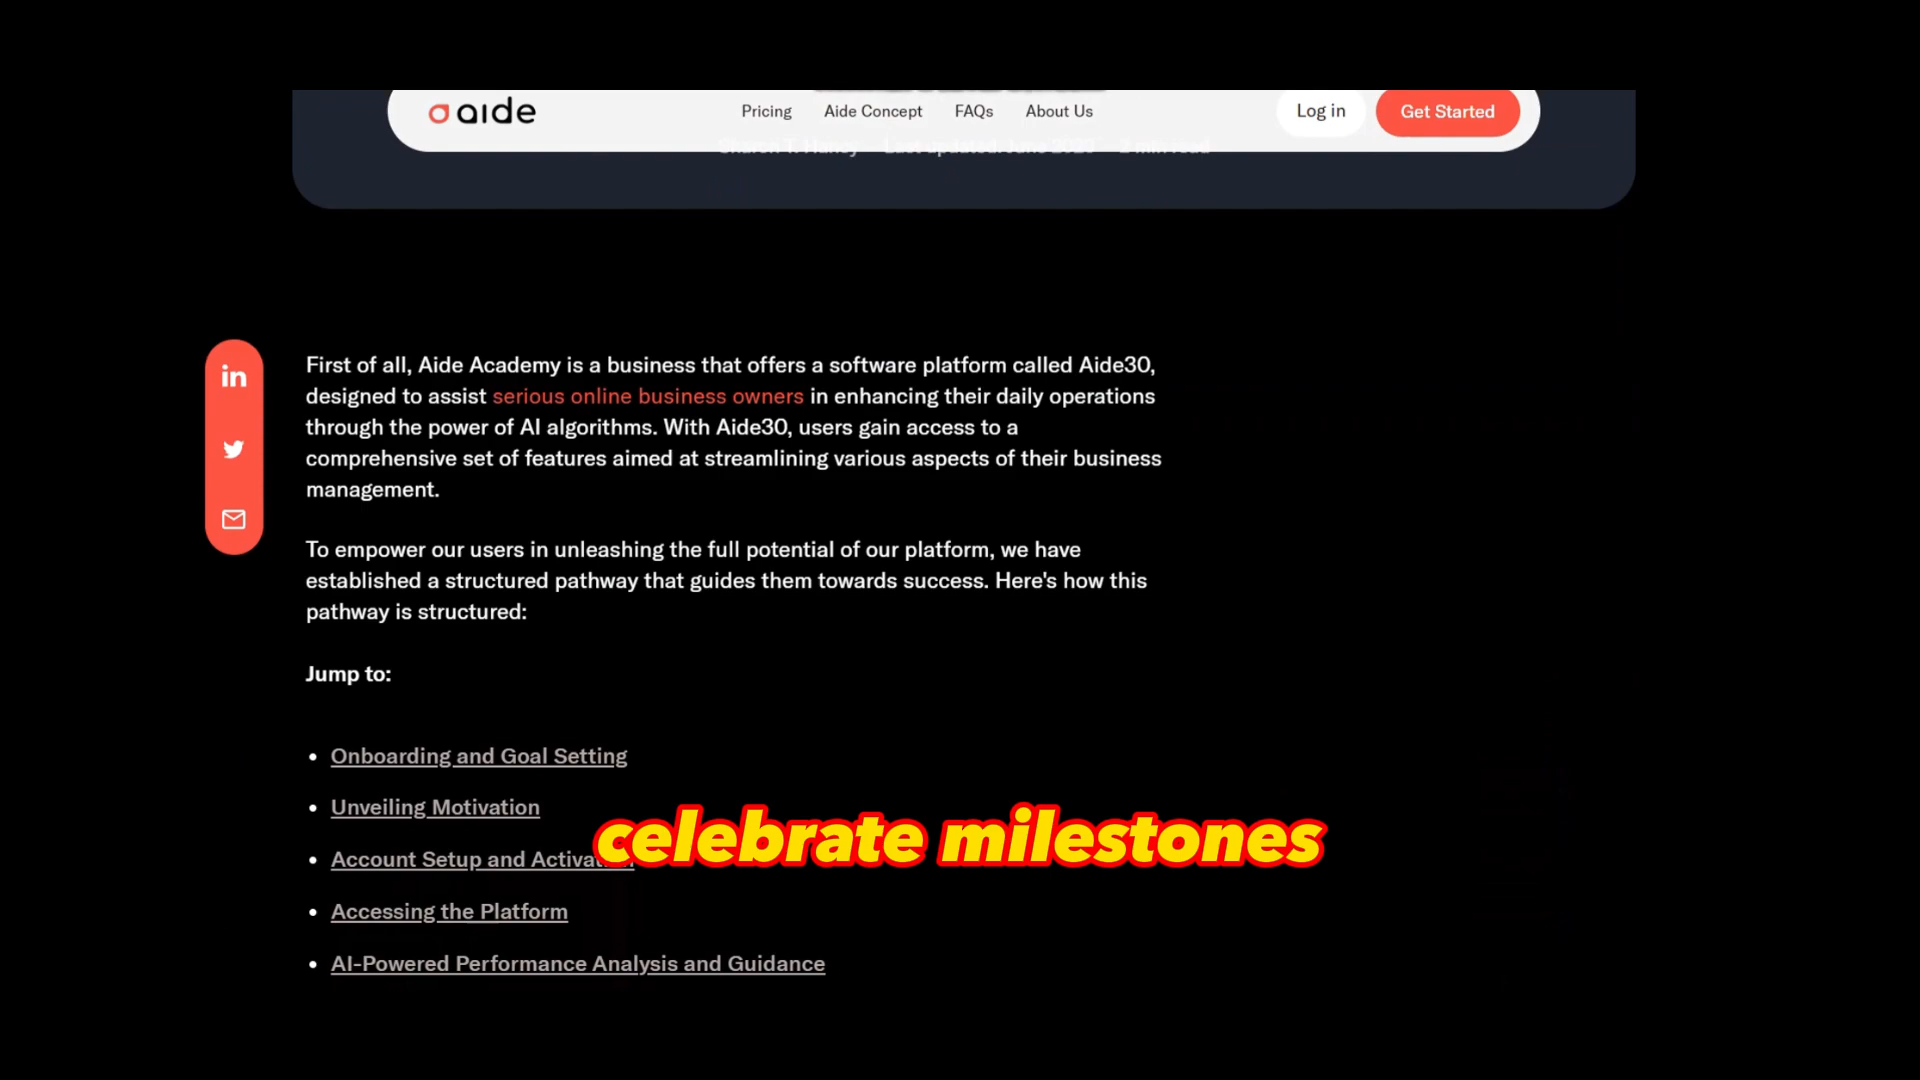 aide
Pricing Aide Concept FAQs About Us Log in Get Started
First of all, Aide Academy is a business that offers a software platform called Aide30,
designed to assist serious online business owners in enhancing their daily operations
through the power of AI algorithms. With Aide30, users gain access to a
comprehensive set of features aimed at streamlining various aspects of their business
management.
To empower our users in unleashing the full potential of our platform, we have
established a structured pathway that guides them towards success. Here's how this
pathway is structured:
Jump to:
• Onboarding and Goal Setting
• Unveiling Motivation
• Account Setup and
celebrate milestones
• Accessing the Platform
• AI-Powered Performance Analysis and Guidance